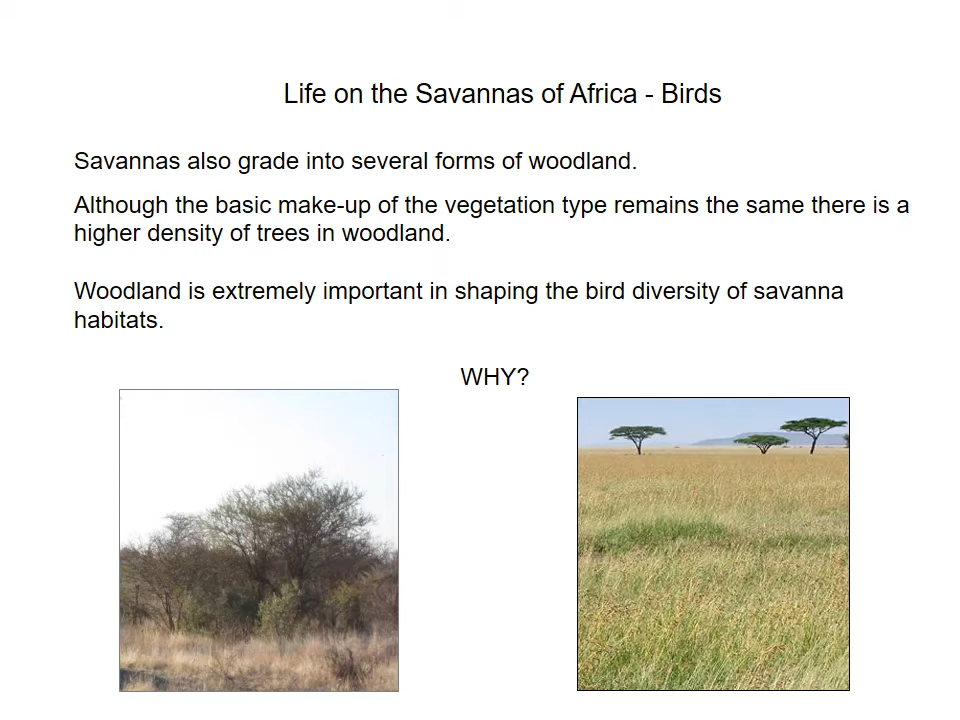 Life on the Savannas of Africa - Birds
Savannas also grade into several forms of woodland.
Although the basic make-up of the vegetation type remains the same there is a
higher density of trees in woodland.
Woodland is extremely important in shaping the bird diversity of savanna
habitats.
WHY?